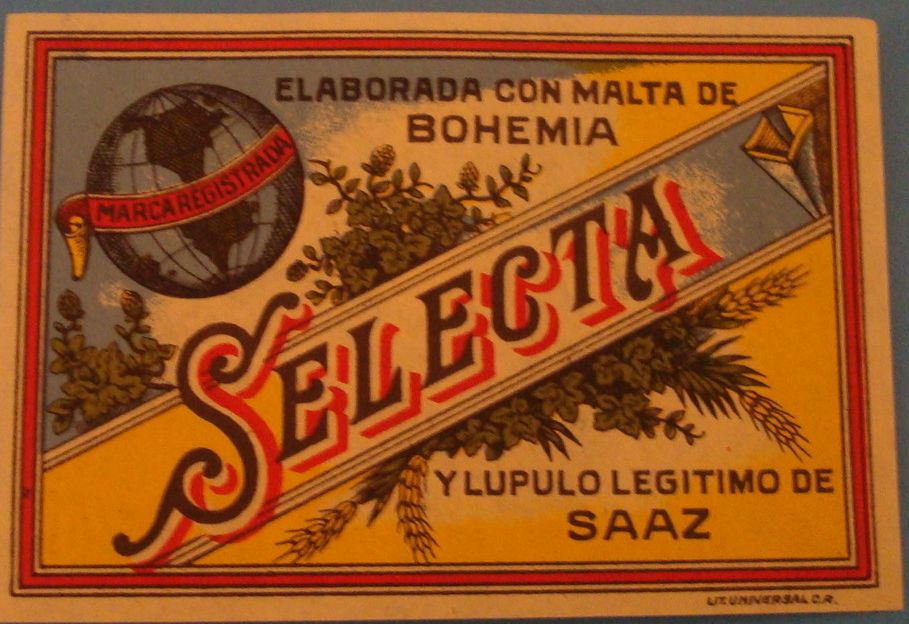 ELABORADA CON MALTA DE
BOHEMIA
MARCA REGISTRADA
SELECTA
Y LUPULO LEGITIMO DE
SAAZ
LIT. UNIVERSAL C.R.